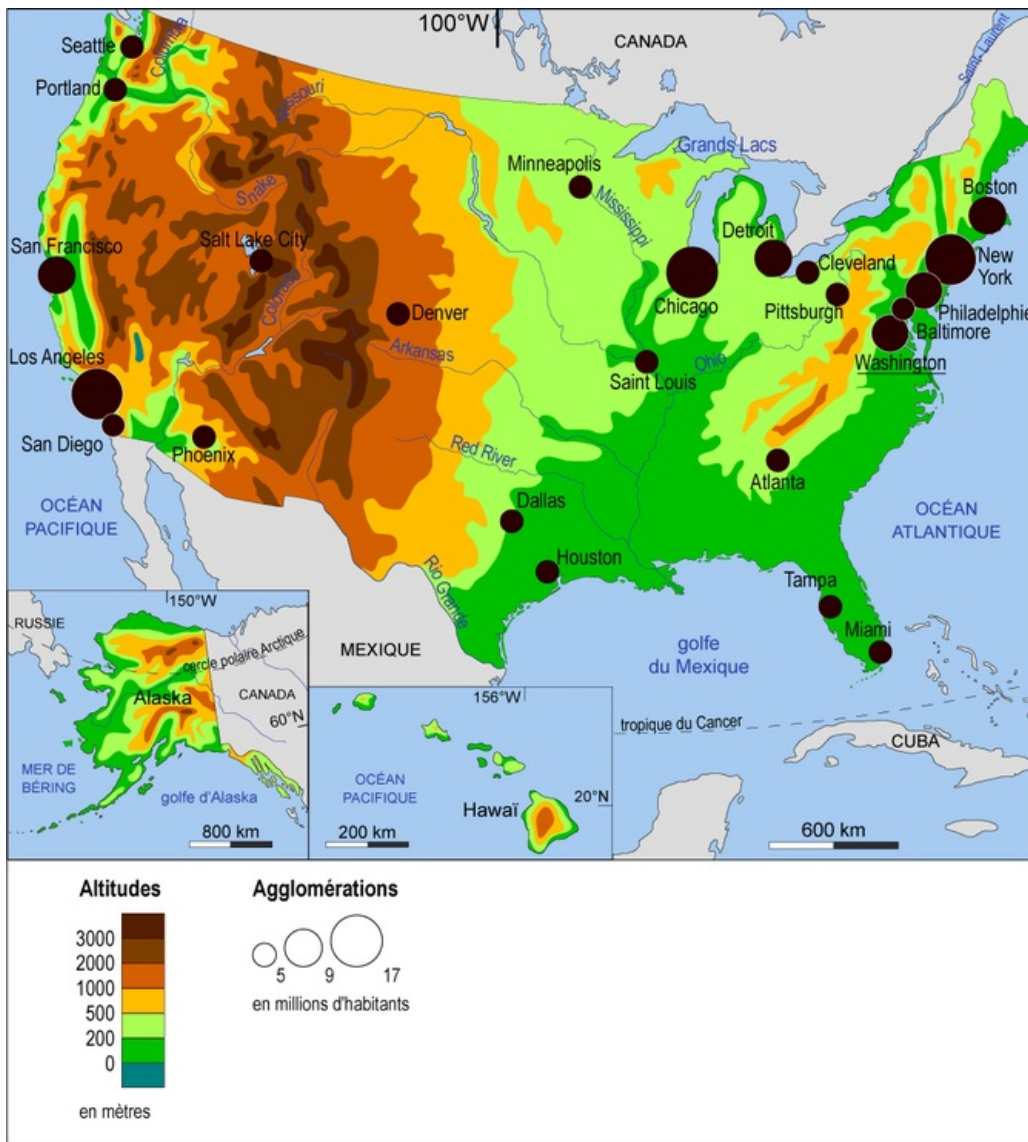 100°W
CANADA
Seattle
Portland
Columbia
Missouri
Snake
Saint-Laurent
Grands Lacs
Minneapolis
Mississippi
Boston
Detroit
San Francisco
Salt Lake City
Colorado
Denver
Chicago
Cleveland
New
York
Pittsburgh
Philadelphie
Baltimore
Washington
Los Angeles
Arkansas
Saint Louis
Ohio
San Diego
Phoenix
Red River
Atlanta
Dallas
Houston
OCÉAN
PACIFIQUE
OCÉAN
ATLANTIQUE
Rio Grande
Tampa
Miami
MEXIQUE
golfe
du Mexique
tropique du Cancer
CUBA
600 km
150°W
RUSSIE
cercle polaire Arctique
Alaska
CANADA
60°N
MER DE
BÉRING
golfe d'Alaska
800 km
156°W
OCÉAN
PACIFIQUE
Hawaï
20°N
200 km
Altitudes
3000
2000
1000
500
200
0
en mètres
Agglomérations
5 9 17
en millions d'habitants